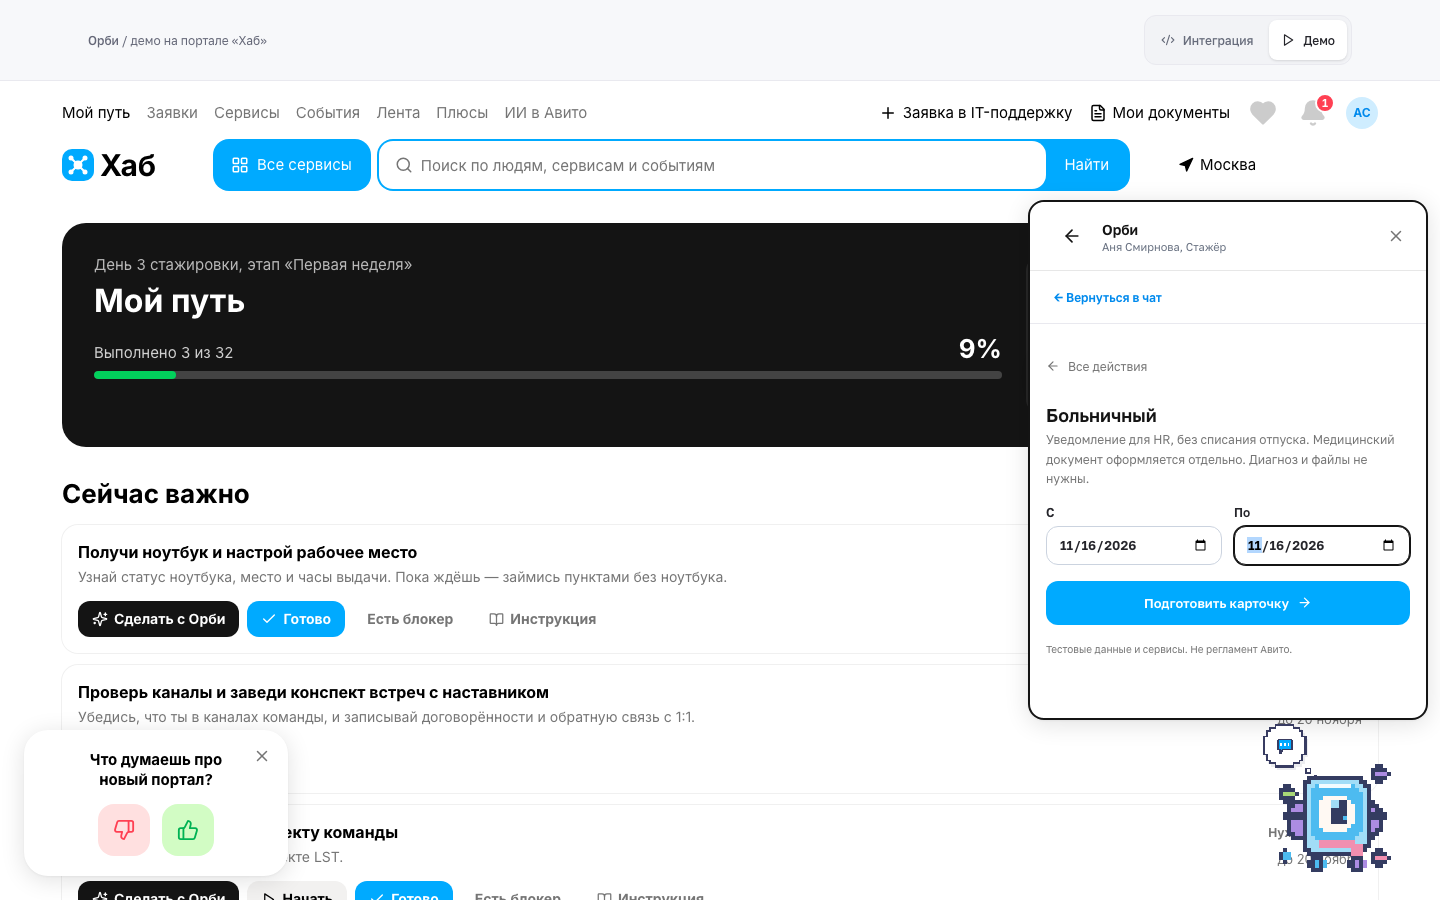 Орби / демо на портале «Хаб»
Интеграция
Демо
Мой путь
Заявки
Сервисы
События
Лента
Плюсы
ИИ в Авито
Заявка в IT-поддержку
Мои документы
1
АС
Хаб
Все сервисы
Поиск по людям, сервисам и событиям
Найти
Москва
День 3 стажировки, этап «Первая неделя»
Мой путь
Выполнено 3 из 32
9%
Сейчас важно
Получи ноутбук и настрой рабочее место
Узнай статус ноутбука, место и часы выдачи. Пока ждёшь — займись пунктами без ноутбука.
Сделать с Орби
Готово
Есть блокер
Инструкция
Проверь каналы и заведи конспект встреч с наставником
Убедись, что ты в каналах команды, и записывай договорённости и обратную связь с 1:1.
до 20 ноября
екту команды
кте LST.
Сделать с Орби
Начать
Готово
Есть блокер
Инструкция
Что думаешь про
новый портал?
Орби
Аня Смирнова, Стажёр
Вернуться в чат
Все действия
Больничный
Уведомление для HR, без списания отпуска. Медицинский
документ оформляется отдельно. Диагноз и файлы не
нужны.
С
По
11/16/2026
11/16/2026
Подготовить карточку
Тестовые данные и сервисы. Не регламент Авито.